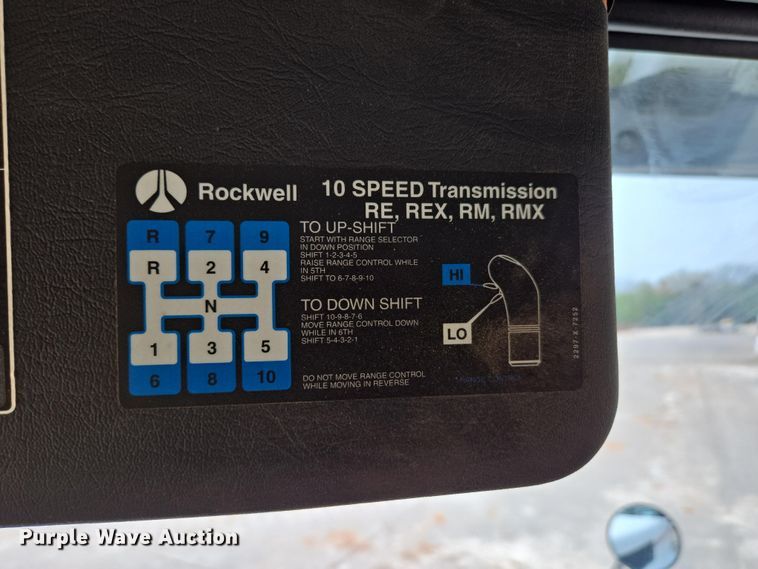 Rockwell 10 SPEED Transmission
RE, REX, RM, RMX
R 7 9
R 2 4
N
1 3 5
6 8 10
TO UP-SHIFT
START WITH RANGE SELECTOR
IN DOWN POSITION
SHIFT 1-2-3-4-5
RAISE RANGE CONTROL WHILE
IN 5TH
SHIFT TO 6-7-8-9-10
TO DOWN SHIFT
SHIFT 10-9-8-7-6
MOVE RANGE CONTROL DOWN
WHILE IN 6TH
SHIFT 5-4-3-2-1
DO NOT MOVE RANGE CONTROL
WHILE MOVING IN REVERSE
HI
LO
2297-X-7252
Purple Wave Auction